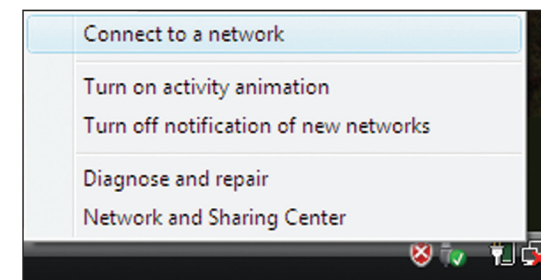 Connect to a network
Turn on activity animation
Turn off notification of new networks
Diagnose and repair
Network and Sharing Center